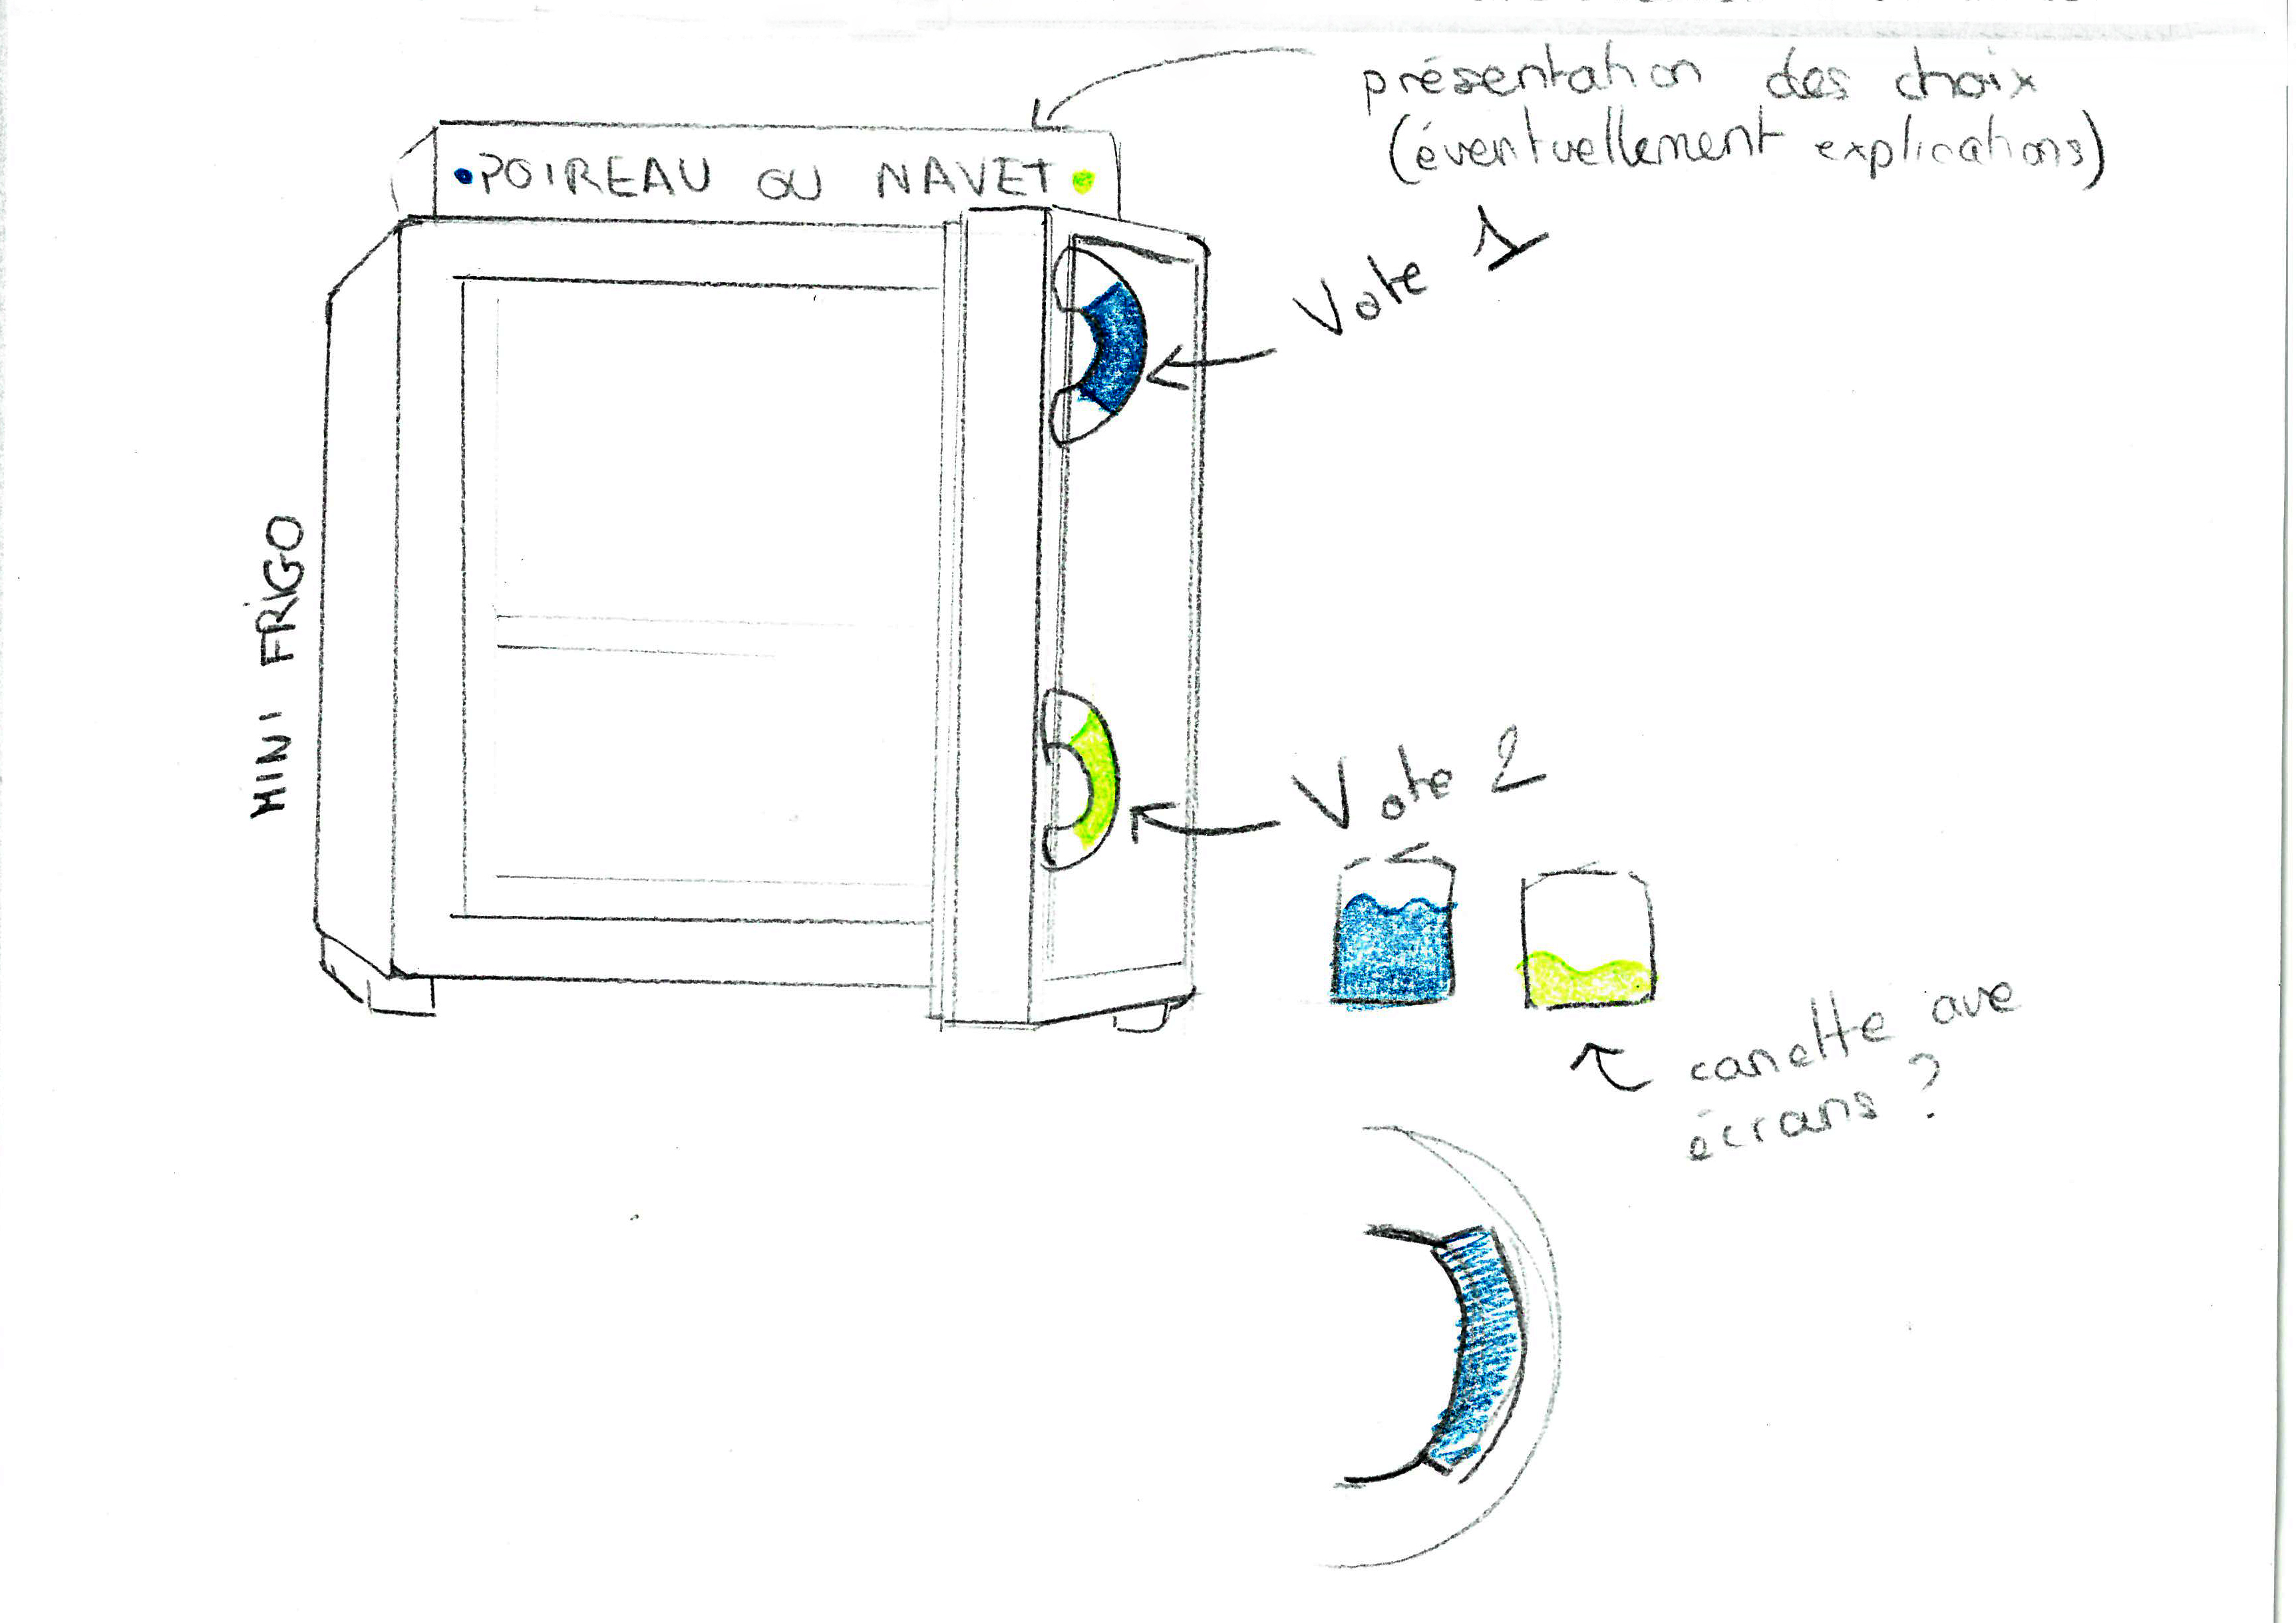 présentation des choix
(éventuellement explications)
•POIREAU OU NAVET•
Vote 1
MINI FRIGO
Vote 2
canette ave
écrans ?